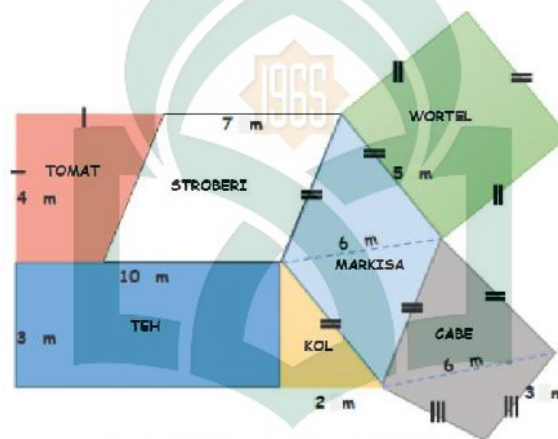 1965
7 m
WORTEL
TOMAT
STROBERI
5 m
4 m
6 m
MARKISA
10 m
TEH
3 m
KOL
CABE
6 m
2 m
3 m